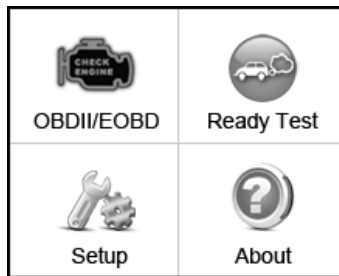 CHECK
ENGINE
OBDII/EOBD
Ready Test
?
Setup
About